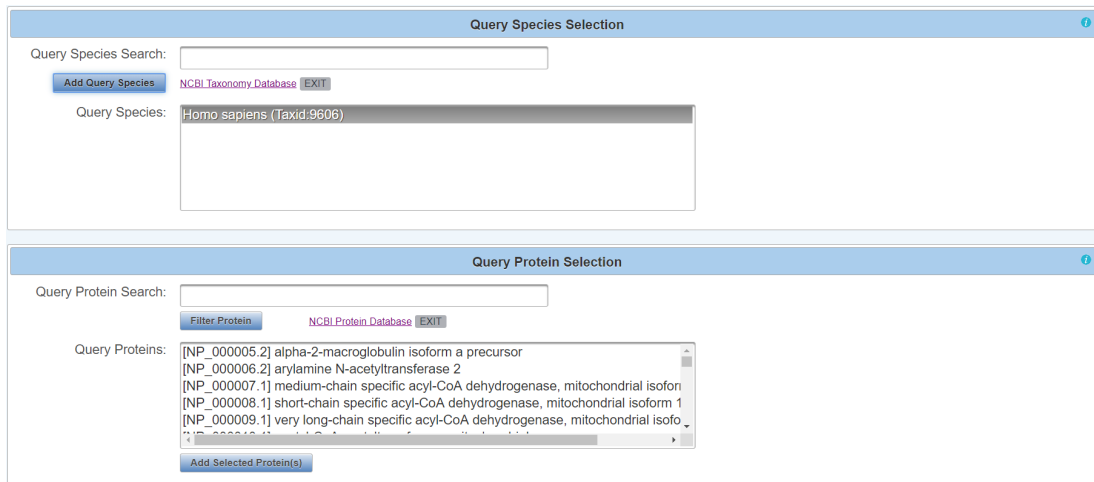 Query Species Selection
Query Species Search:
Add Query Species NCBI Taxonomy Database EXIT
Query Species: Homo sapiens (Taxid:9606)
Query Protein Selection
Query Protein Search:
Filter Protein NCBI Protein Database EXIT
Query Proteins: [NP_000005.2] alpha-2-macroglobulin isoform a precursor
[NP_000006.2] arylamine N-acetyltransferase 2
[NP_000007.1] medium-chain specific acyl-CoA dehydrogenase, mitochondrial isofor
[NP_000008.1] short-chain specific acyl-CoA dehydrogenase, mitochondrial isoform 1
[NP_000009.1] very long-chain specific acyl-CoA dehydrogenase, mitochondrial isofo
Add Selected Protein(s)